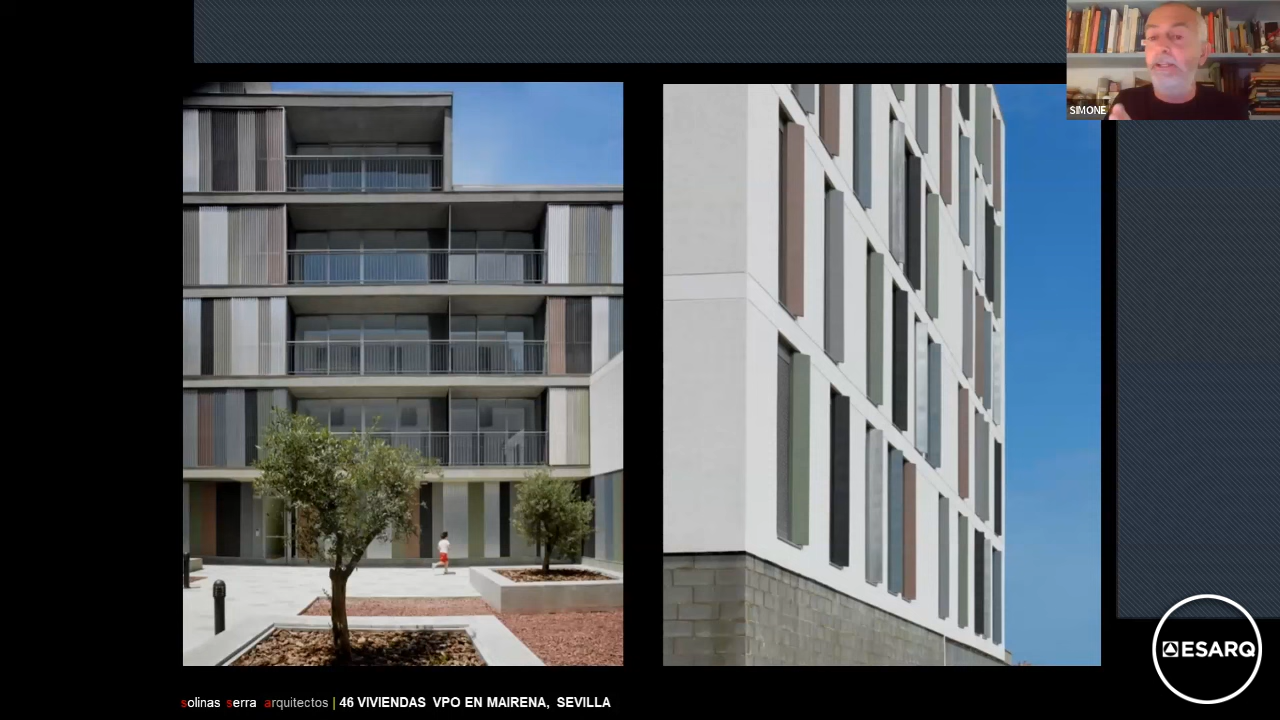 SIMONE
ESARQ
solinas serra arquitectos | 46 VIVIENDAS VPO EN MAIRENA, SEVILLA